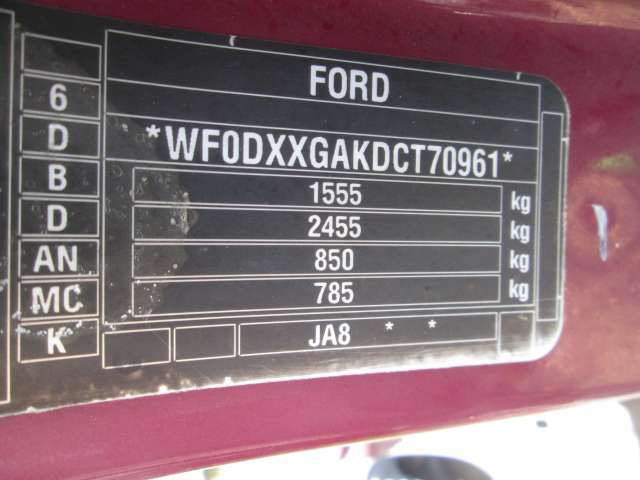 FORD
*WF0DXXGAKDCT70961*
1555 kg
2455 kg
850 kg
785 kg
JA8 * *
6
D
B
D
AN
MC
K